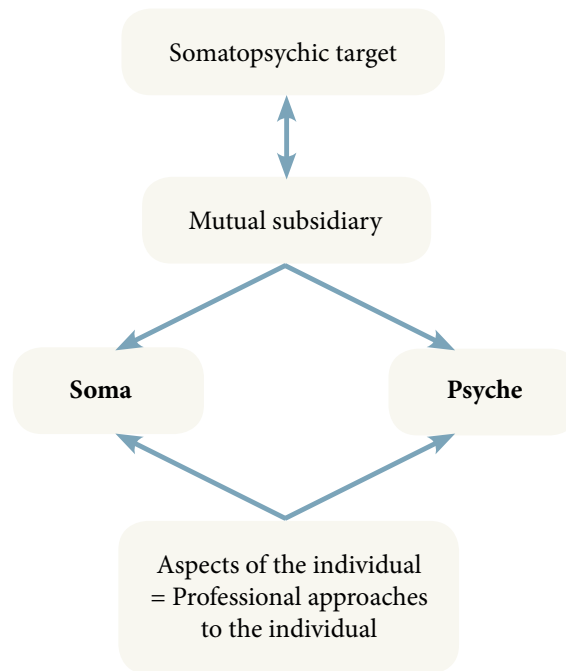 Somatopsychic target
Mutual subsidiary
Soma
Psyche
Aspects of the individual
= Professional approaches
to the individual